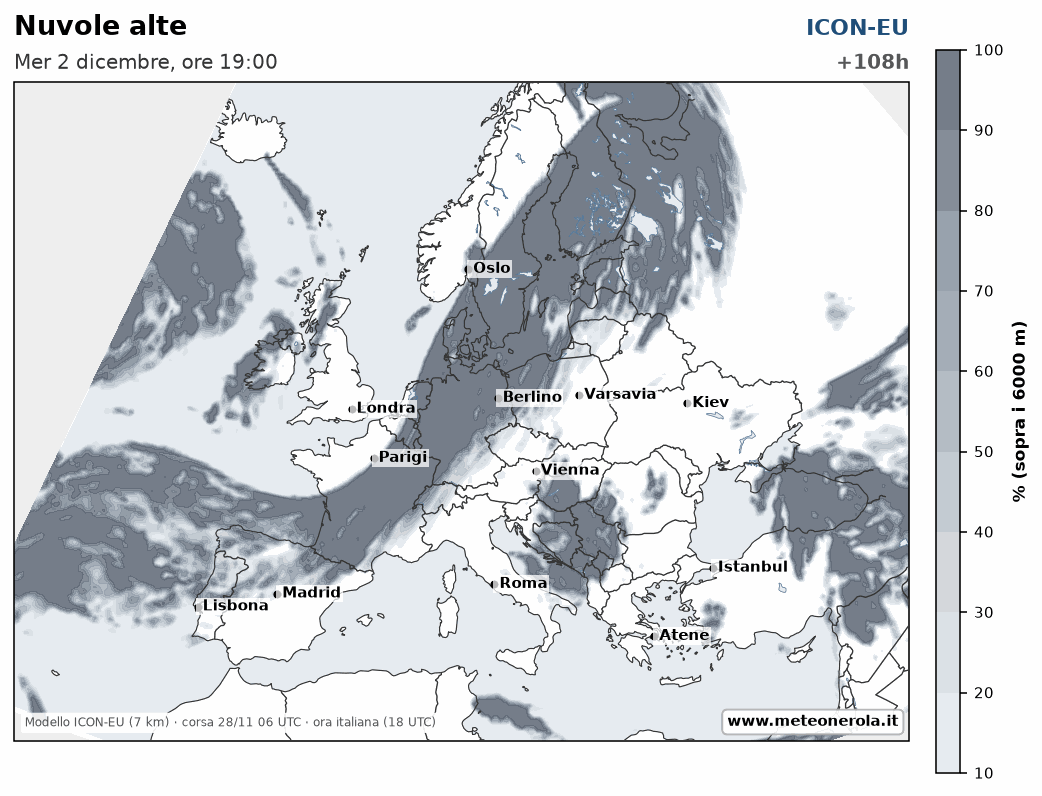 Nuvole alte
ICON-EU
Mer 2 dicembre, ore 19:00
+108h
100
90
80
70
60
50
40
30
20
10
% (sopra i 6000 m)
Oslo
Berlino
Varsavia
Kiev
Londra
Parigi
Vienna
Istanbul
Roma
Madrid
Lisbona
Atene
Modello ICON-EU (7 km) · corsa 28/11 06 UTC · ora italiana (18 UTC)
www.meteonerola.it